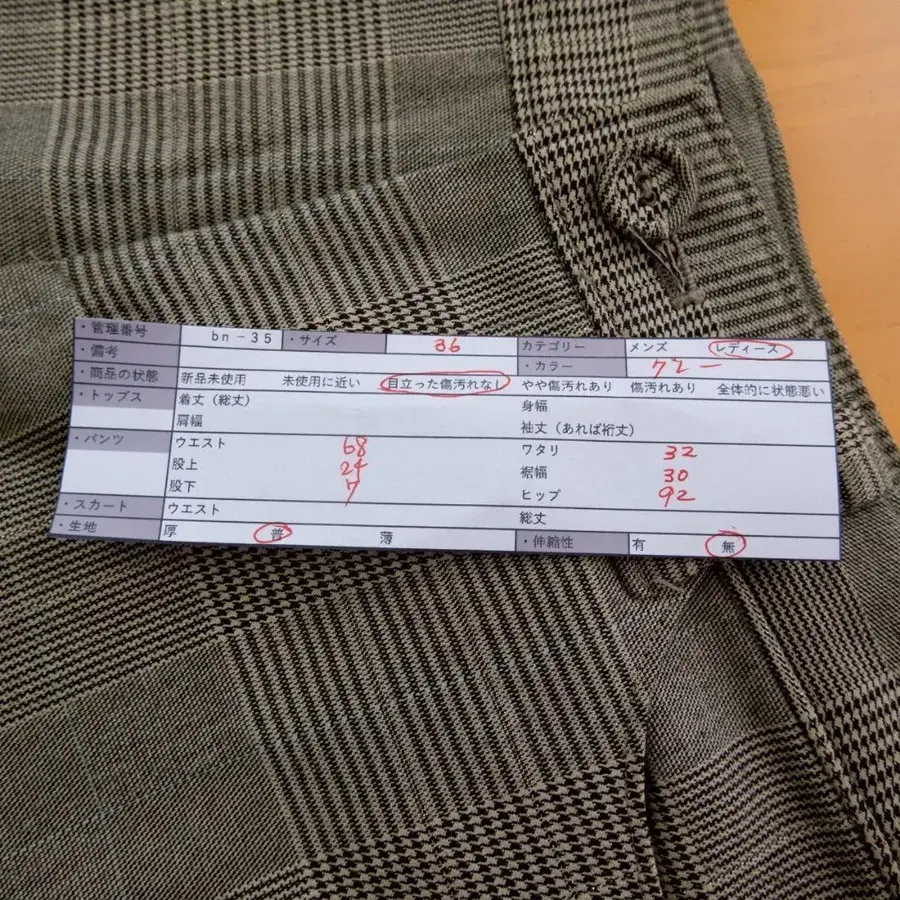 ・管理番号 bn-35 ・サイズ 36 カテゴリー メンズ レディース
・備考 ・カラー
・商品の状態 新品未使用 未使用に近い 目立った傷汚れなし やや傷汚れあり 傷汚れあり 全体的に状態悪い
・トップス 着丈（総丈） 身幅
肩幅 袖丈（あれば裄丈）
・パンツ ウエスト 68 ワタリ 32
股上 24 裾幅 30
股下 7 ヒップ 92
・スカート ウエスト 総丈
・生地 厚 普 薄 ・伸縮性 有 無